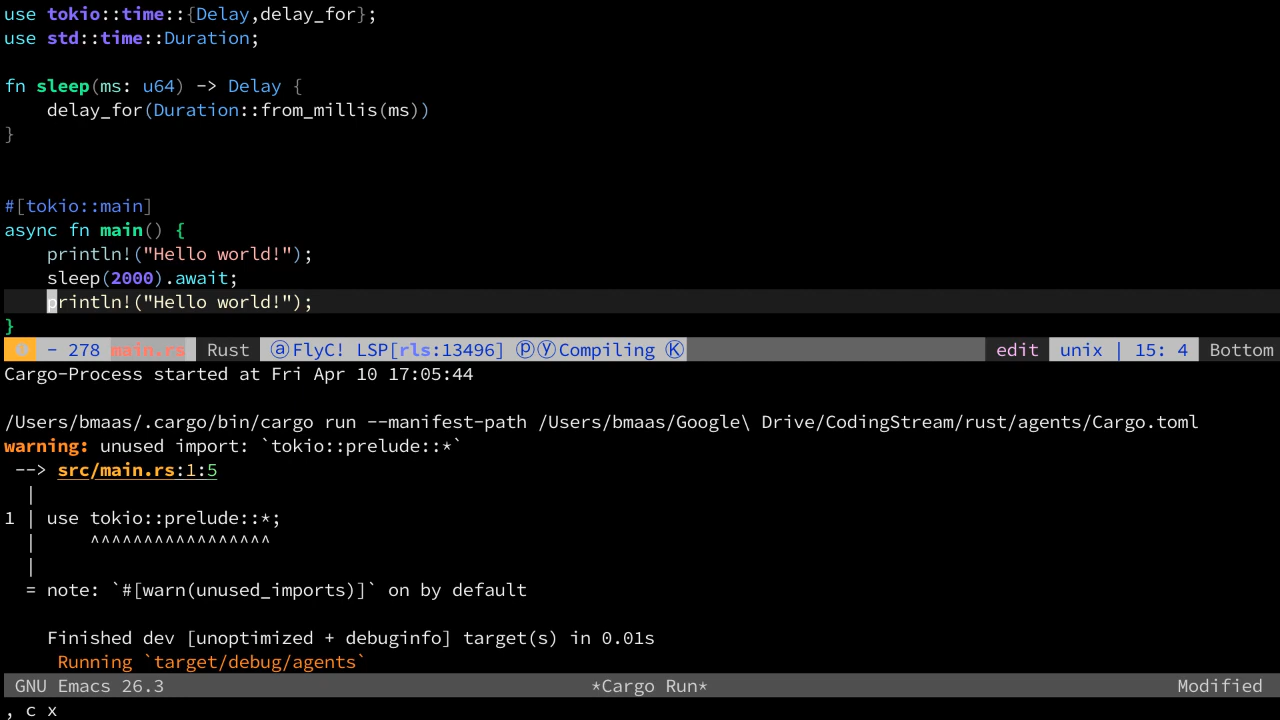 use tokio::time::{Delay,delay_for};
use std::time::Duration;
fn sleep(ms: u64) -> Delay {
    delay_for(Duration::from_millis(ms))
}
#[tokio::main]
async fn main() {
    println!("Hello world!");
    sleep(2000).await;
    println!("Hello world!");
}
- 278 main.rs Rust ⓐFlyC! LSP[rls:13496] ⓟⓨCompiling Ⓚ edit unix | 15: 4 Bottom
Cargo-Process started at Fri Apr 10 17:05:44
/Users/bmaas/.cargo/bin/cargo run --manifest-path /Users/bmaas/Google\ Drive/CodingStream/rust/agents/Cargo.toml
warning: unused import: `tokio::prelude::*`
 --> src/main.rs:1:5
  |
1 | use tokio::prelude::*;
  |     ^^^^^^^^^^^^^^^^^
  |
  = note: `#[warn(unused_imports)]` on by default
    Finished dev [unoptimized + debuginfo] target(s) in 0.01s
     Running `target/debug/agents`
GNU Emacs 26.3 *Cargo Run* Modified
, c x